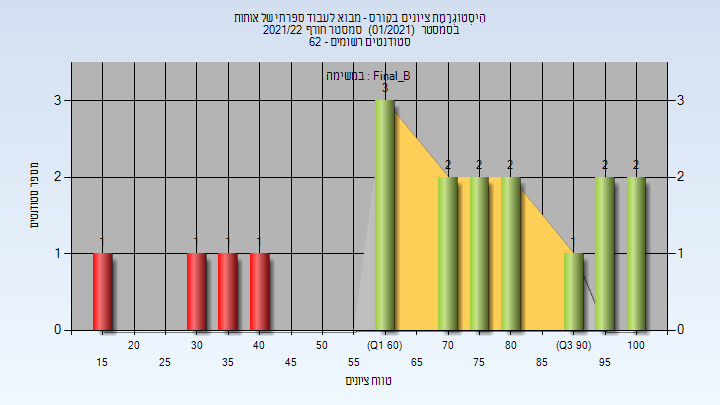 היסטוגרמת ציונים בקורס - מבוא לעבוד ספרתי של אותות
בסמסטר (01/2021) סמסטר חורף 2021/22
סטודנטים רשומים - 62
במשימה : Final_B
3
2 2 2 2 2
1 1 1 1 1
מספר סטודנטים
3 3
2 2
1 1
0 0
20 30 40 50 (Q1 60) 70 80 (Q3 90) 100
15 25 35 45 55 65 75 85 95
טווח ציונים